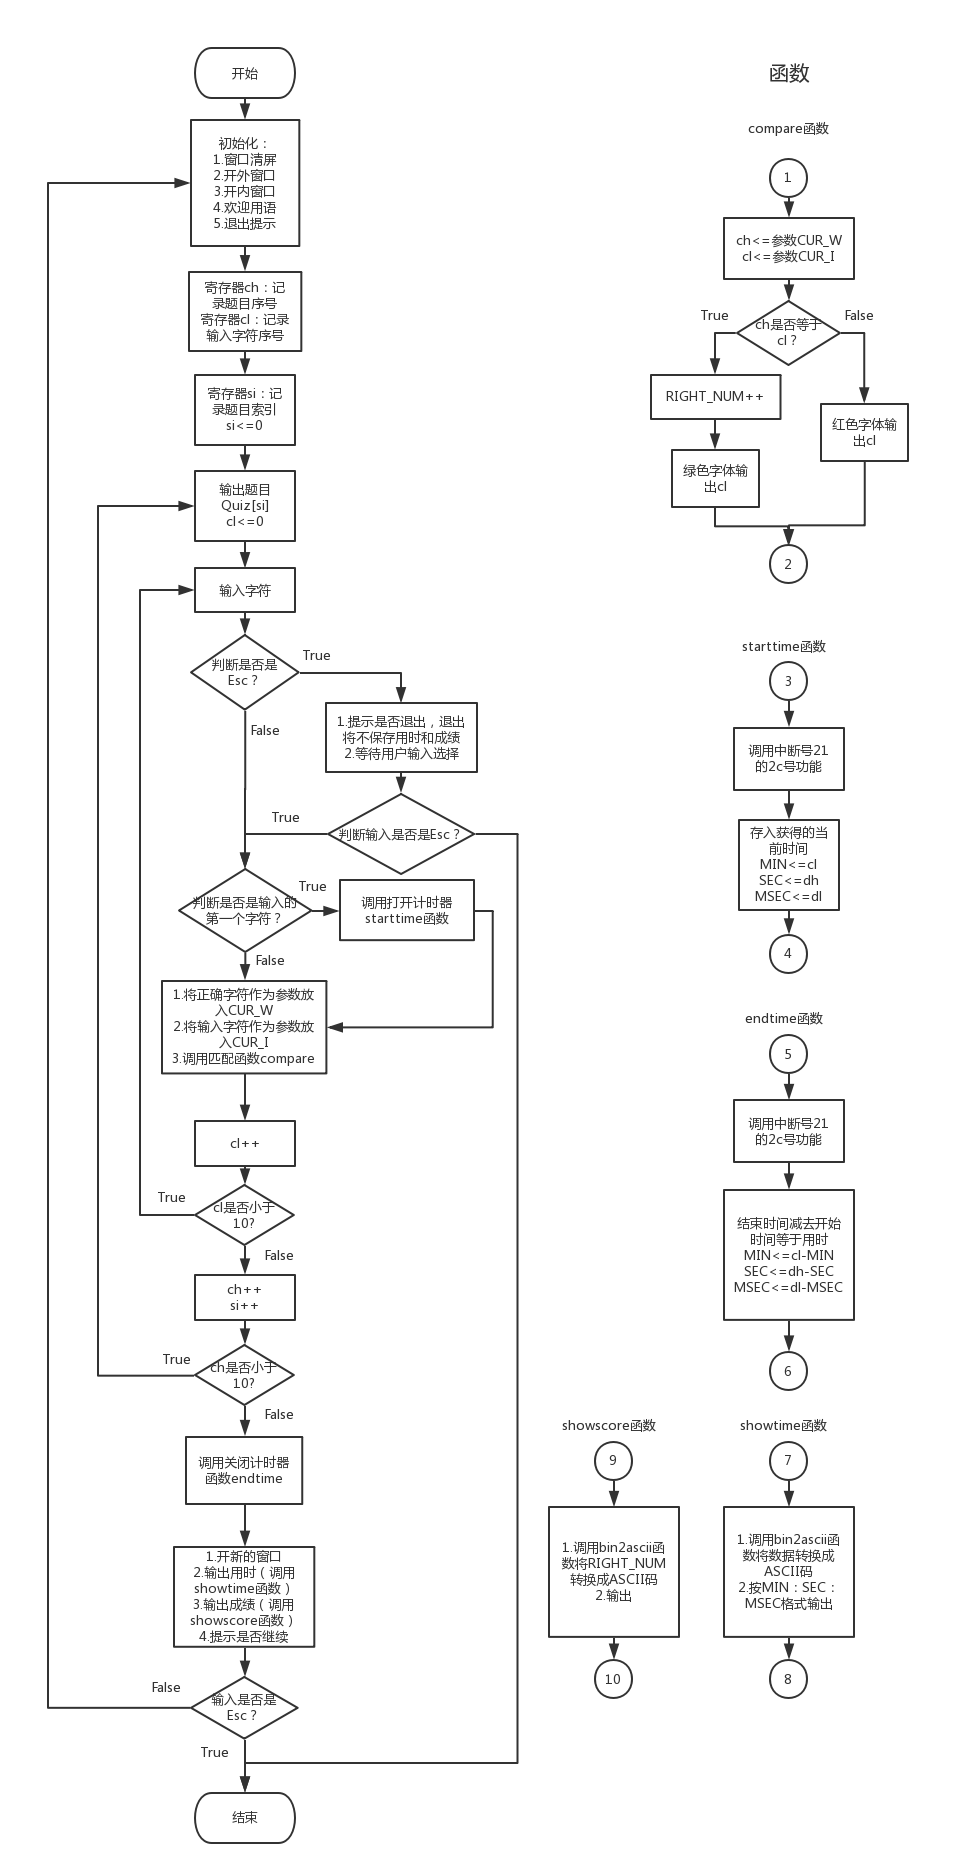 开始
初始化：
1.窗口清屏
2.开外窗口
3.开内窗口
4.欢迎用语
5.退出提示
寄存器ch：记
录题目序号
寄存器cl：记录
输入字符序号
寄存器si：记
录题目索引
si<=0
输出题目
Quiz[si]
cl<=0
输入字符
判断是否是
Esc？
True
False
1.提示是否退出，退出
将不保存用时和成绩
2.等待用户输入选择
True
判断输入是否是Esc？
判断是否是输入的
第一个字符？
True
调用打开计时器
starttime函数
False
1.将正确字符作为参数放
入CUR_W
2.将输入字符作为参数放
入CUR_I
3.调用匹配函数compare
cl++
True
cl是否小于
10?
False
ch++
si++
True
ch是否小于
10?
False
调用关闭计时器
函数endtime
1.开新的窗口
2.输出用时（调用
showtime函数）
3.输出成绩（调用
showscore函数）
4.提示是否继续
False
输入是否是
Esc？
True
结束
函数
compare函数
1
ch<=参数CUR_W
cl<=参数CUR_I
True
ch是否等于
cl？
False
RIGHT_NUM++
绿色字体输
出cl
红色字体输
出cl
2
starttime函数
3
调用中断号21
的2c号功能
存入获得的当
前时间
MIN<=cl
SEC<=dh
MSEC<=dl
4
endtime函数
5
调用中断号21
的2c号功能
结束时间减去开始
时间等于用时
MIN<=cl-MIN
SEC<=dh-SEC
MSEC<=dl-MSEC
6
showscore函数
9
1.调用bin2ascii函
数将RIGHT_NUM
转换成ASCII码
2.输出
10
showtime函数
7
1.调用bin2ascii函
数将数据转换成
ASCII码
2.按MIN：SEC：
MSEC格式输出
8